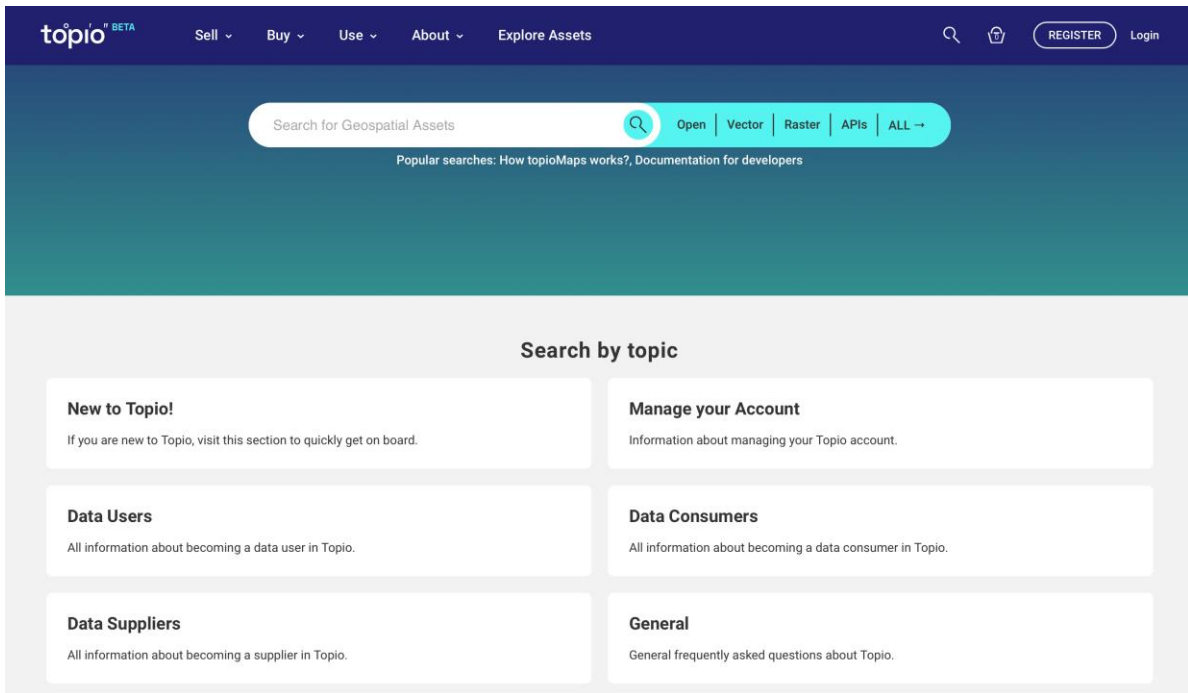 topio" BETA
Sell Buy Use About Explore Assets 0 REGISTER Login
Search for Geospatial Assets Open | Vector | Raster | APIs | ALL →
Popular searches: How topioMaps works?, Documentation for developers
Search by topic
New to Topio!
If you are new to Topio, visit this section to quickly get on board.
Manage your Account
Information about managing your Topio account.
Data Users
All information about becoming a data user in Topio.
Data Consumers
All information about becoming a data consumer in Topio.
Data Suppliers
All information about becoming a supplier in Topio.
General
General frequently asked questions about Topio.